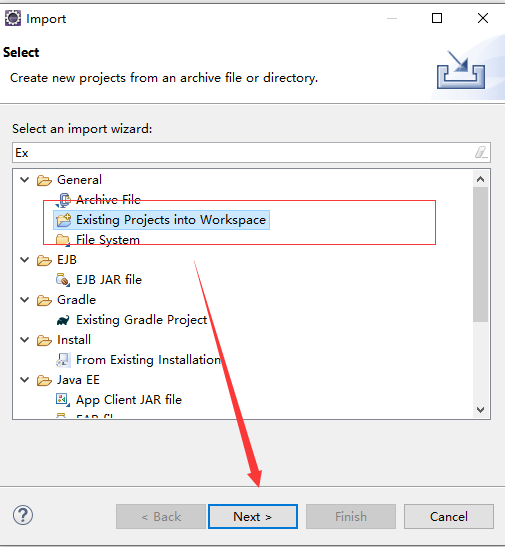 Import
Select
Create new projects from an archive file or directory.
Select an import wizard:
Ex
General
Archive File
Existing Projects into Workspace
File System
EJB
EJB JAR file
Gradle
Existing Gradle Project
Install
From Existing Installation
Java EE
App Client JAR file
EAR file
?
< Back
Next >
Finish
Cancel